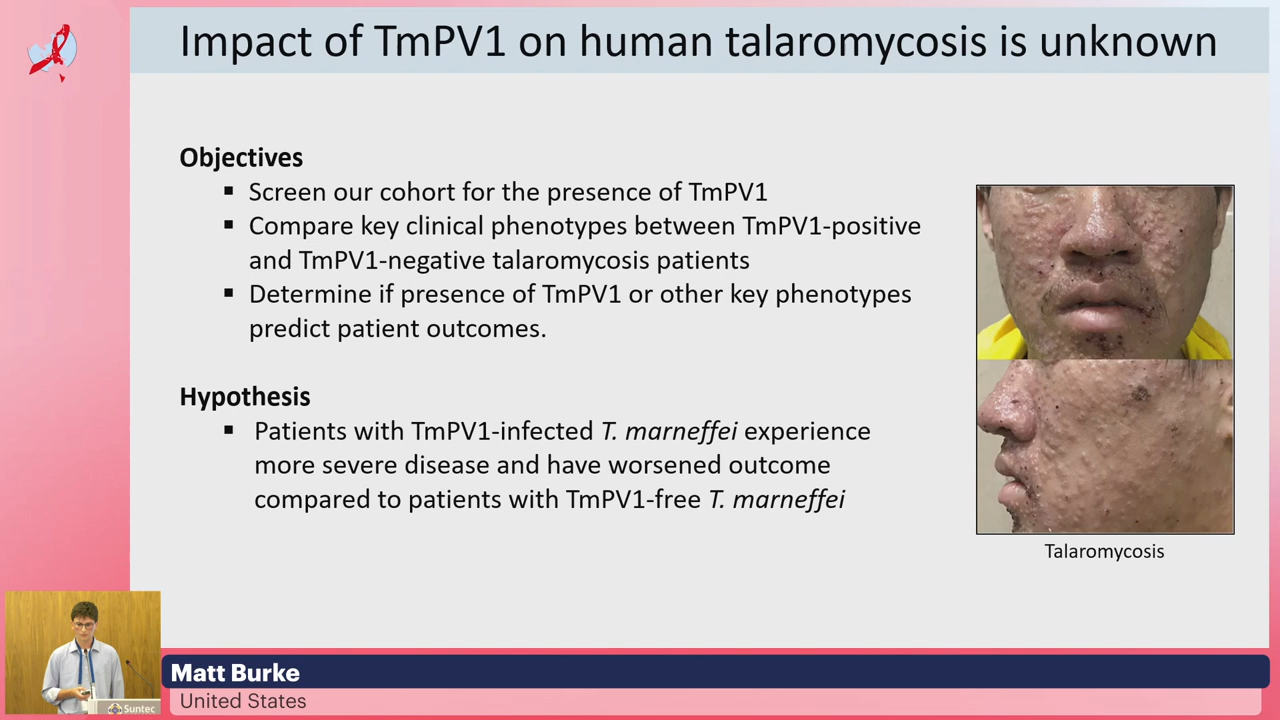 Impact of TmPV1 on human talaromycosis is unknown
Objectives
▪ Screen our cohort for the presence of TmPV1
▪ Compare key clinical phenotypes between TmPV1-positive
and TmPV1-negative talaromycosis patients
▪ Determine if presence of TmPV1 or other key phenotypes
predict patient outcomes.
Hypothesis
▪ Patients with TmPV1-infected T. marneffei experience
more severe disease and have worsened outcome
compared to patients with TmPV1-free T. marneffei
Talaromycosis
Suntec
Matt Burke
United States